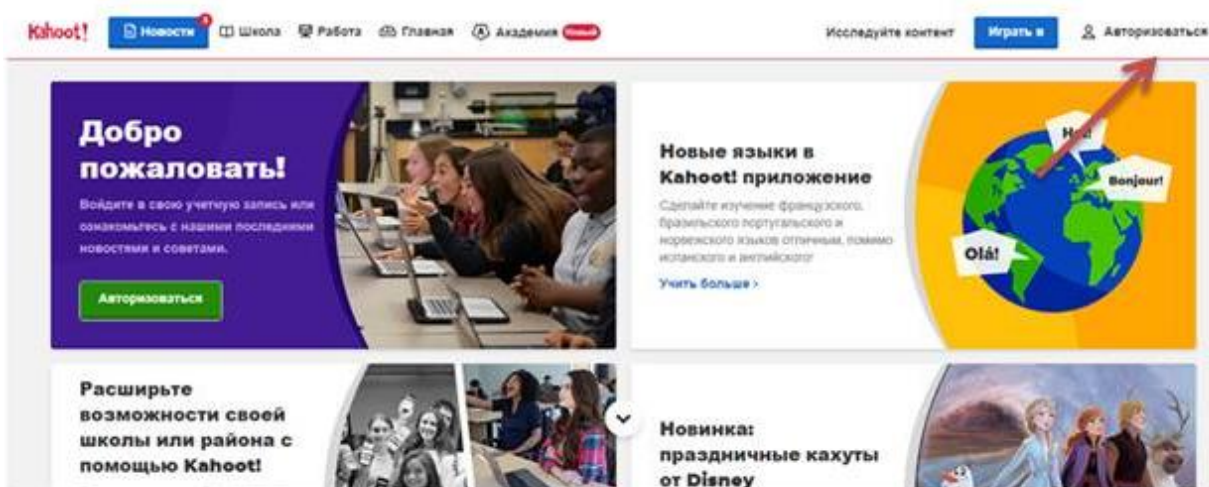 Kahoot!
Новости
Школа
Работа
Главная
Академия
Новый
Исследуйте контент
Играть в
Авторизоваться
Добро
пожаловать!
Войдите в свою учетную запись или
ознакомьтесь с нашими последними
новостями и советами.
Авторизоваться
Новые языки в
Kahoot! приложение
Сделайте изучение французского,
бразильского португальского и
норвежского языков отличным, помимо
испанского и английского!
Учить больше >
Bonjour!
Olá!
Расширьте
возможности своей
школы или района с
помощью Kahoot!
Новинка:
праздничные кахуты
от Disney